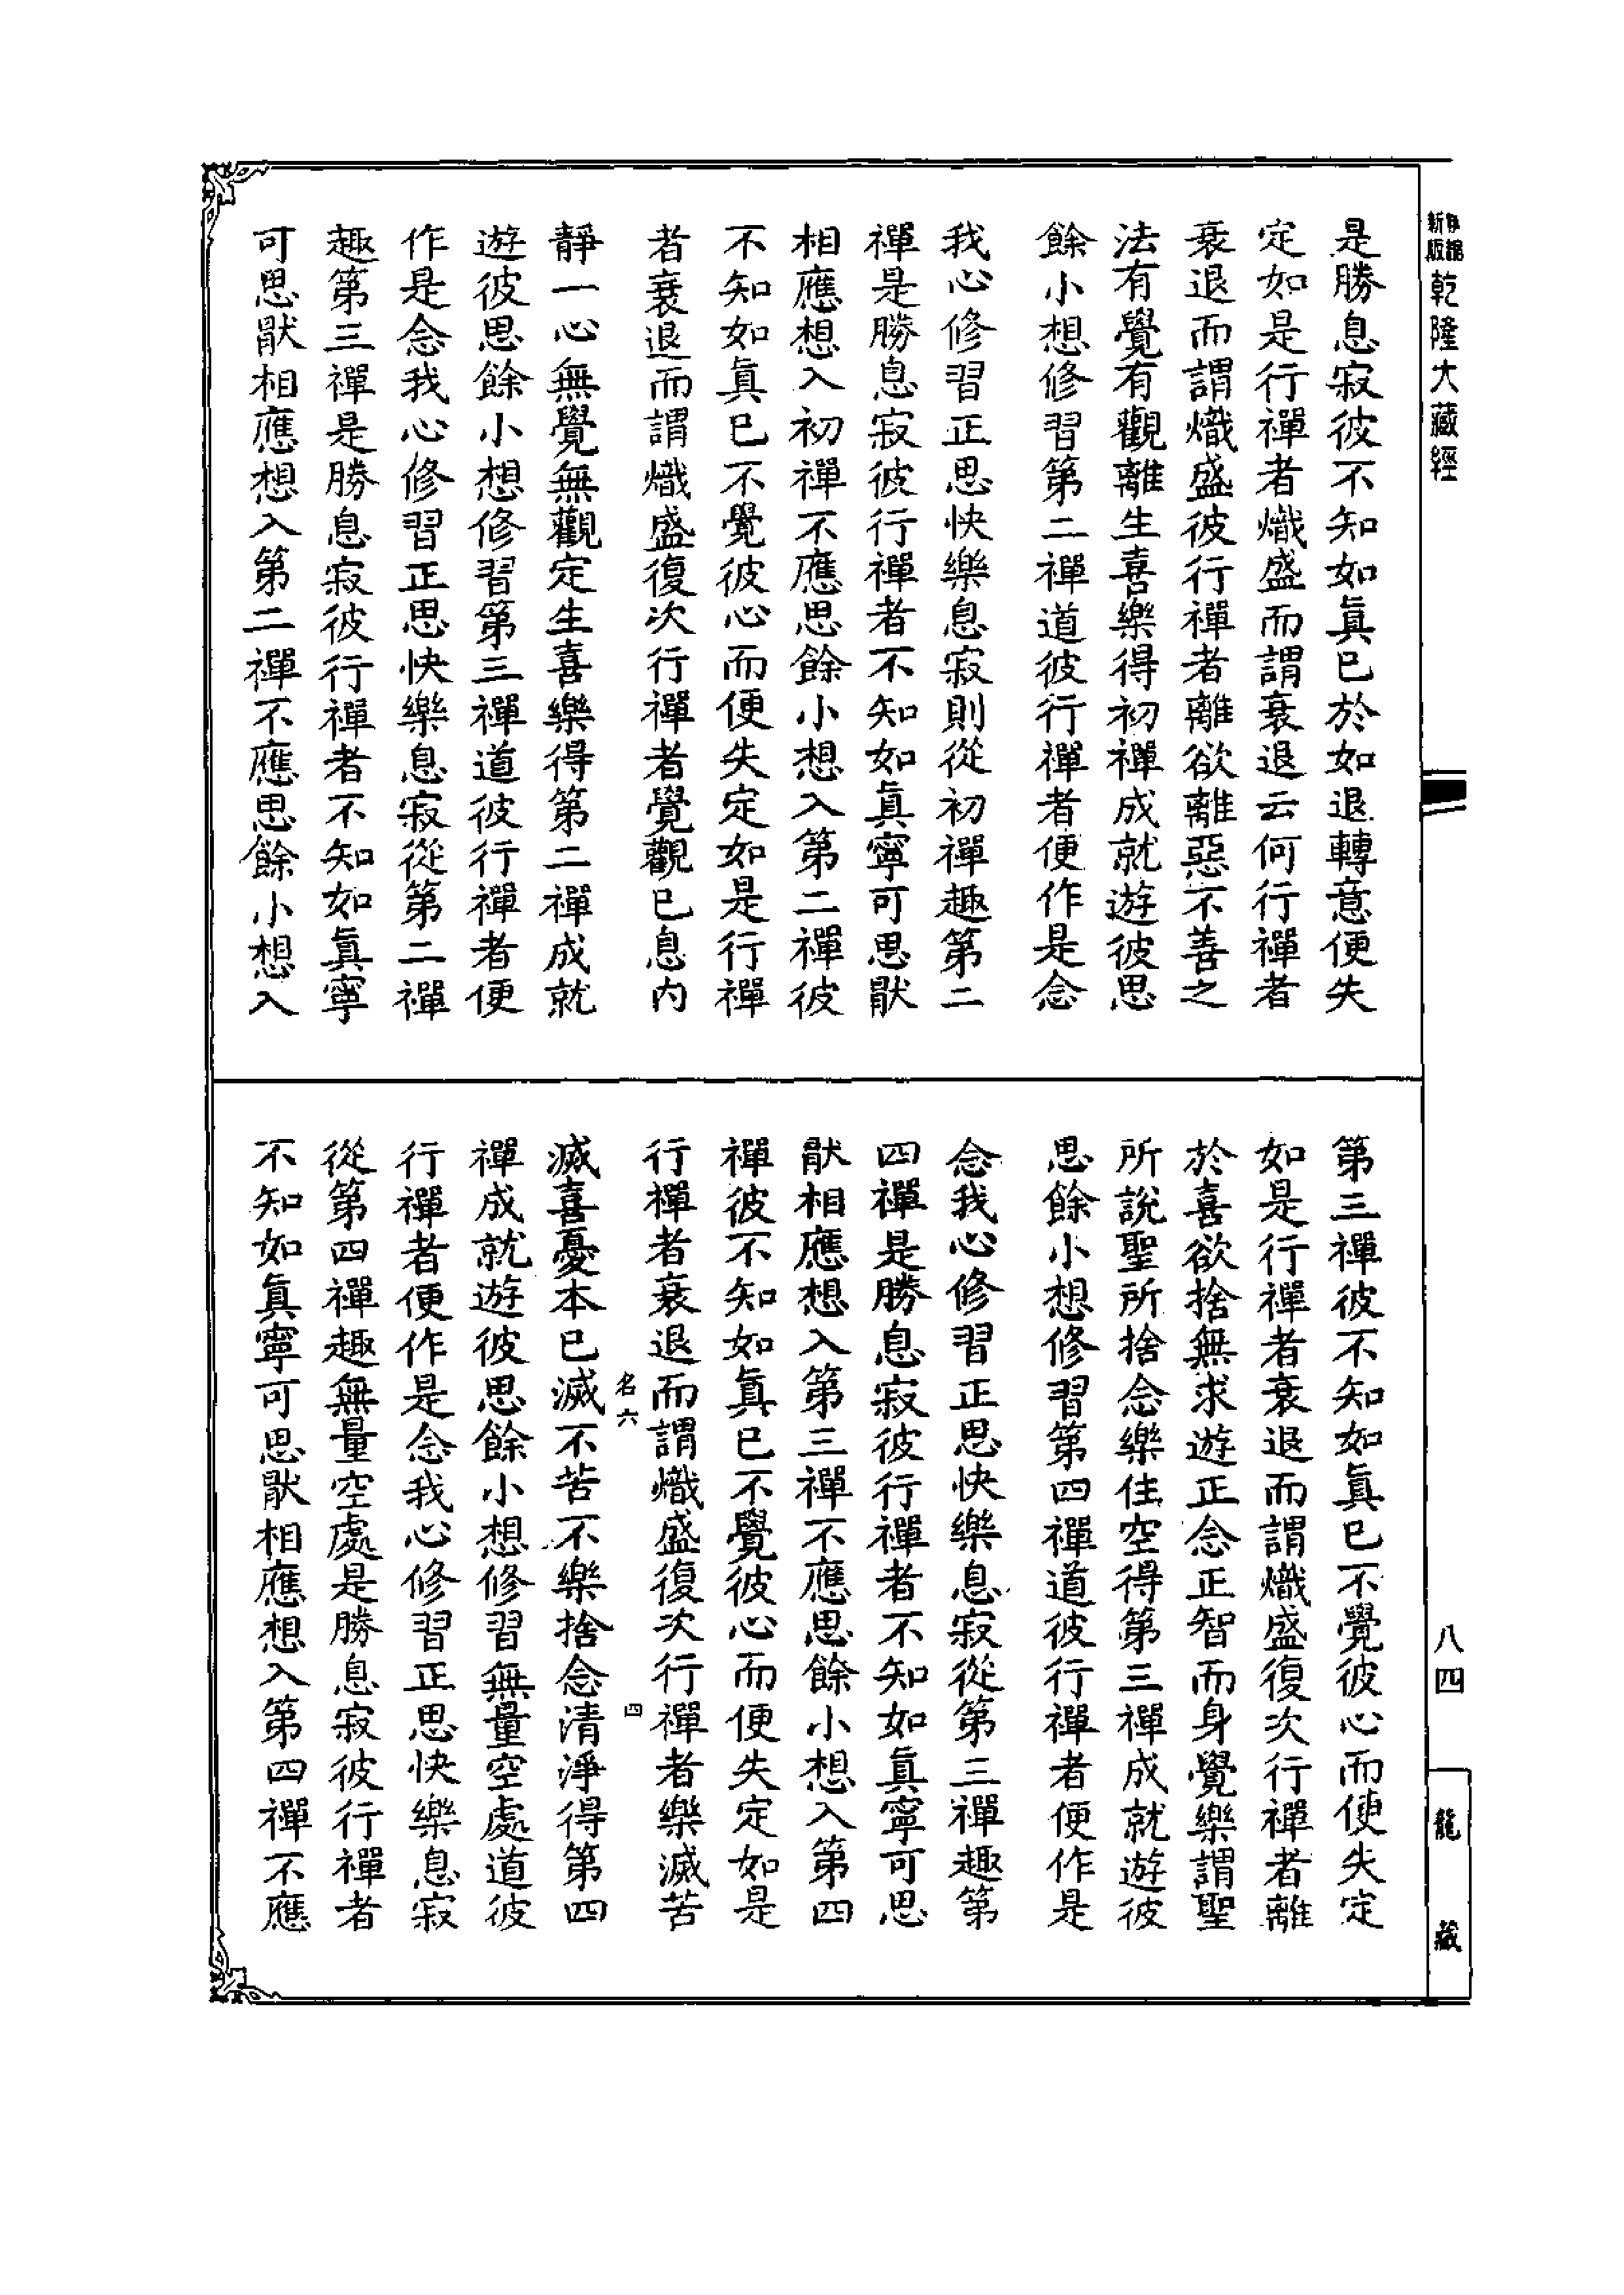 新版
乾隆大藏經
是勝息寂彼不知如眞已於如退轉意便失
定如是行禪者熾盛而謂衰退云何行禪者
衰退而謂熾盛彼行禪者離欲離惡不善之
法有覺有觀離生喜樂得初禪成就遊彼思
餘小想修習第二禪道彼行禪者便作是念
我心修習正思快樂息寂則從初禪趣第二
禪是勝息寂彼行禪者不知如眞寧可思猒
相應想入初禪不應思餘小想入第二禪彼
不知如眞已不覺彼心而便失定如是行禪
者衰退而謂熾盛復次行禪者覺觀已息內
靜一心無覺無觀定生喜樂得第二禪成就
遊彼思餘小想修習第三禪道彼行禪者便
作是念我心修習正思快樂息寂從第二禪
趣第三禪是勝息寂彼行禪者不知如眞寧
可思猒相應想入第二禪不應思餘小想入
第三禪彼不知如眞已不覺彼心而便失定
如是行禪者衰退而謂熾盛復次行禪者離
於喜欲捨無求遊正念正智而身覺樂謂聖
所說聖所捨念樂住空得第三禪成就遊彼
思餘小想修習第四禪道彼行禪者便作是
念我心修習正思快樂息寂從第三禪趣第
四禪是勝息寂彼行禪者不知如眞寧可思
猒相應想入第三禪不應思餘小想入第四
禪彼不知如眞已不覺彼心而便失定如是
行禪者衰退而謂熾盛復次行禪者樂滅苦
名六
四
滅喜憂本已滅不苦不樂捨念清淨得第四
禪成就遊彼思餘小想修習無量空處道彼
行禪者便作是念我心修習正思快樂息寂
從第四禪趣無量空處是勝息寂彼行禪者
不知如眞寧可思猒相應想入第四禪不應
八四
龍藏